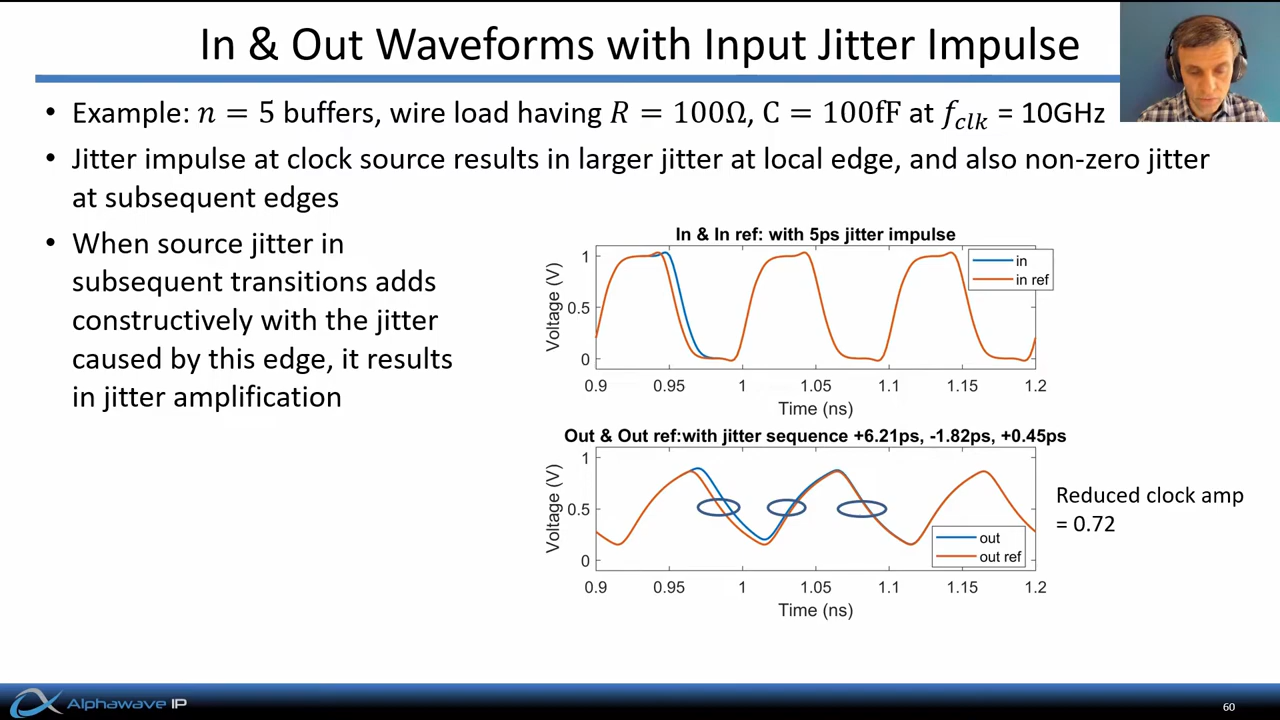 In & Out Waveforms with Input Jitter Impulse
• Example: n = 5 buffers, wire load having R = 100Ω, C = 100fF at f_clk = 10GHz
• Jitter impulse at clock source results in larger jitter at local edge, and also non-zero jitter
at subsequent edges
• When source jitter in
subsequent transitions adds
constructively with the jitter
caused by this edge, it results
in jitter amplification
In & In ref: with 5ps jitter impulse
Voltage (V)
1
0.5
0
in
in ref
0.9 0.95 1 1.05 1.1 1.15 1.2
Time (ns)
Out & Out ref:with jitter sequence +6.21ps, -1.82ps, +0.45ps
Voltage (V)
1
0.5
0
out
out ref
0.9 0.95 1 1.05 1.1 1.15 1.2
Time (ns)
Reduced clock amp
= 0.72
Alphawave IP
60